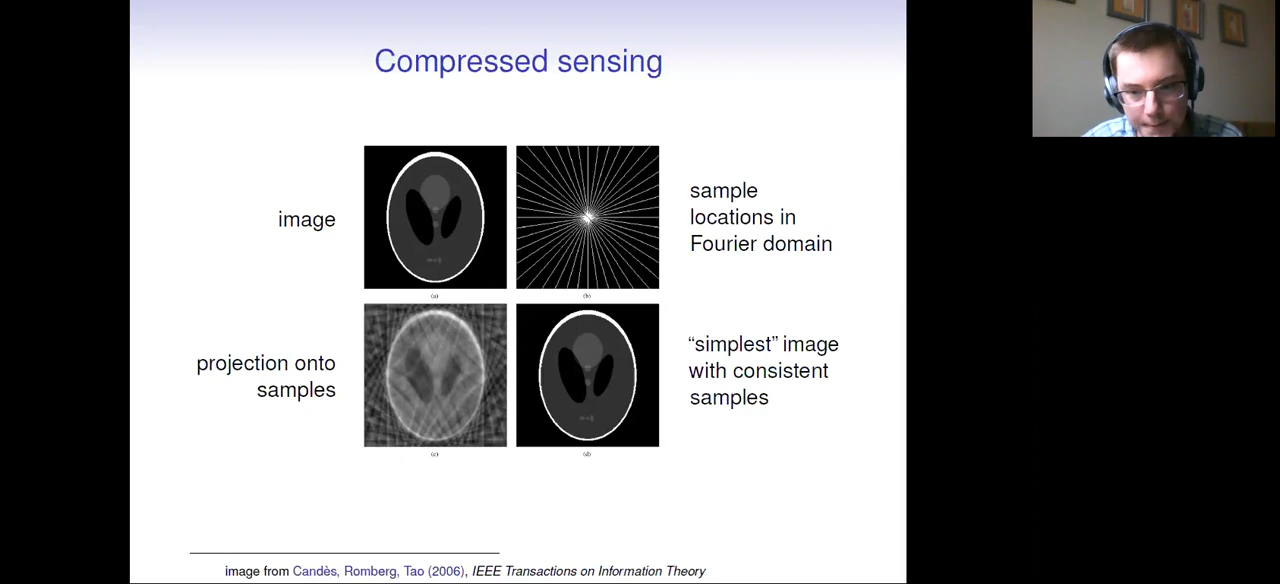 Compressed sensing
image
sample
locations in
Fourier domain
(a)
(b)
projection onto
samples
“simplest” image
with consistent
samples
(c)
(d)
image from Candès, Romberg, Tao (2006), IEEE Transactions on Information Theory